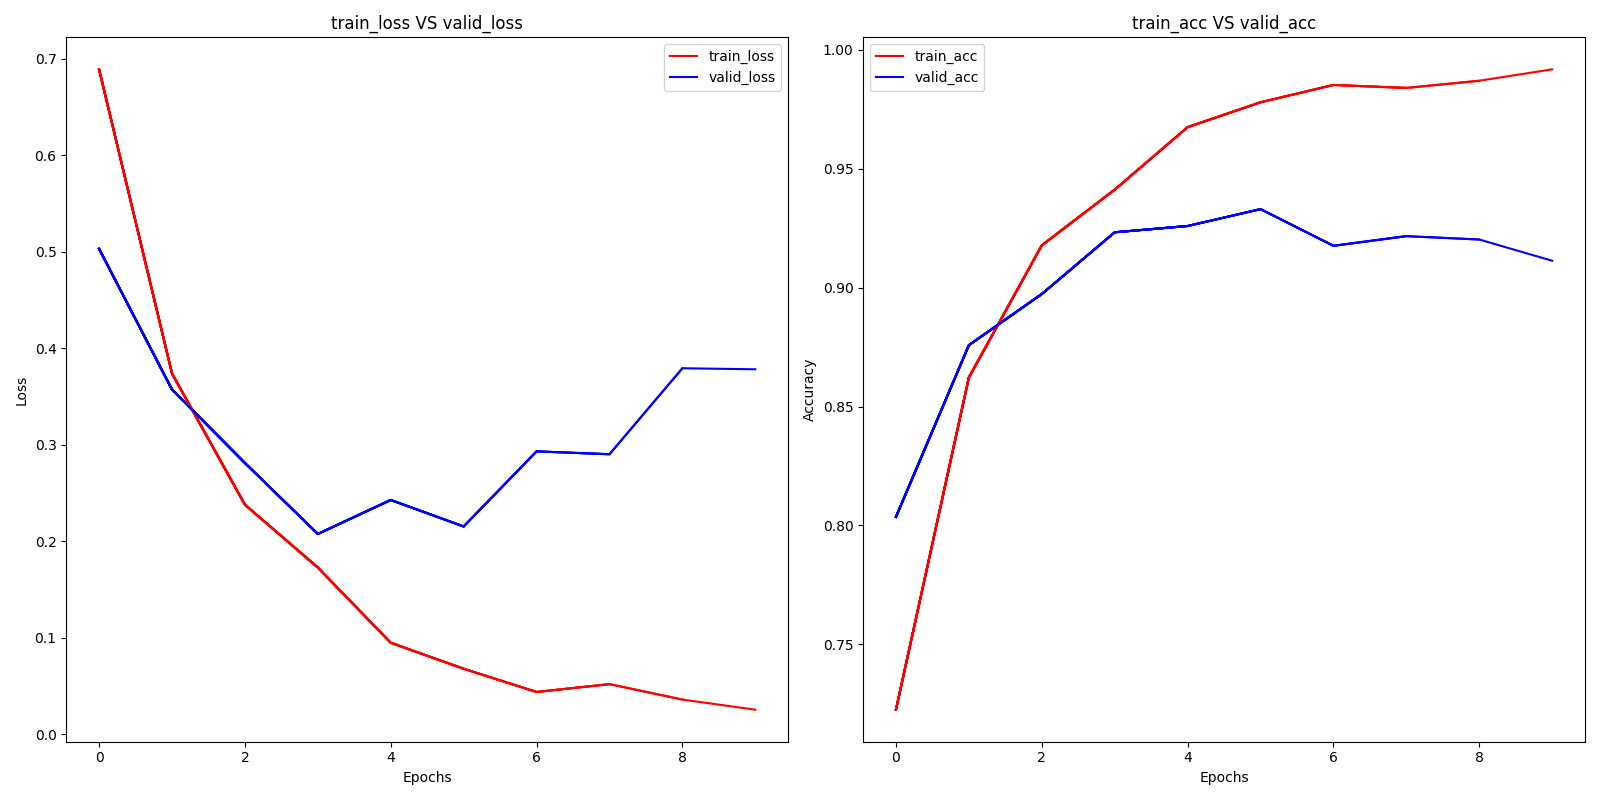 train_loss VS valid_loss
train_loss
valid_loss
0.7
0.6
0.5
0.4
0.3
0.2
0.1
0.0
Loss
0 2 4 6 8
Epochs
train_acc VS valid_acc
train_acc
valid_acc
1.00
0.95
0.90
0.85
0.80
0.75
Accuracy
0 2 4 6 8
Epochs